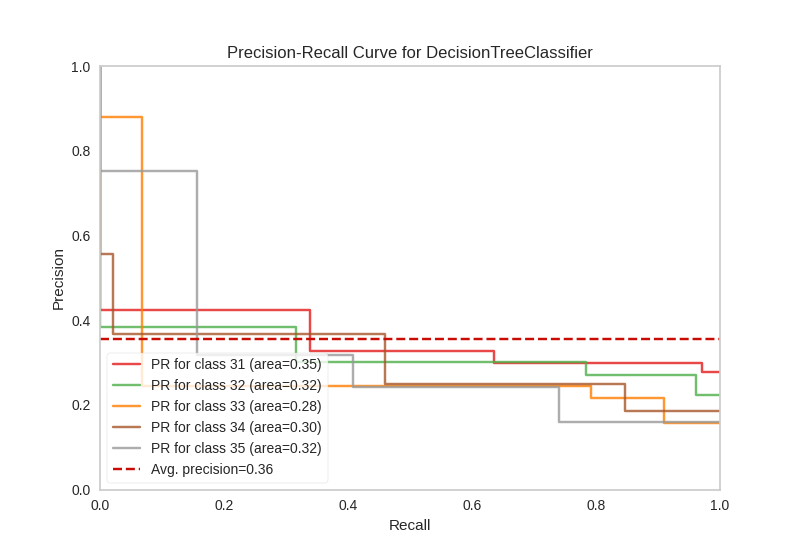 Precision-Recall Curve for DecisionTreeClassifier
1.0
0.8
0.6
0.4
0.2
0.0
Precision
PR for class 31 (area=0.35)
PR for class 32 (area=0.32)
PR for class 33 (area=0.28)
PR for class 34 (area=0.30)
PR for class 35 (area=0.32)
Avg. precision=0.36
0.0 0.2 0.4 0.6 0.8 1.0
Recall